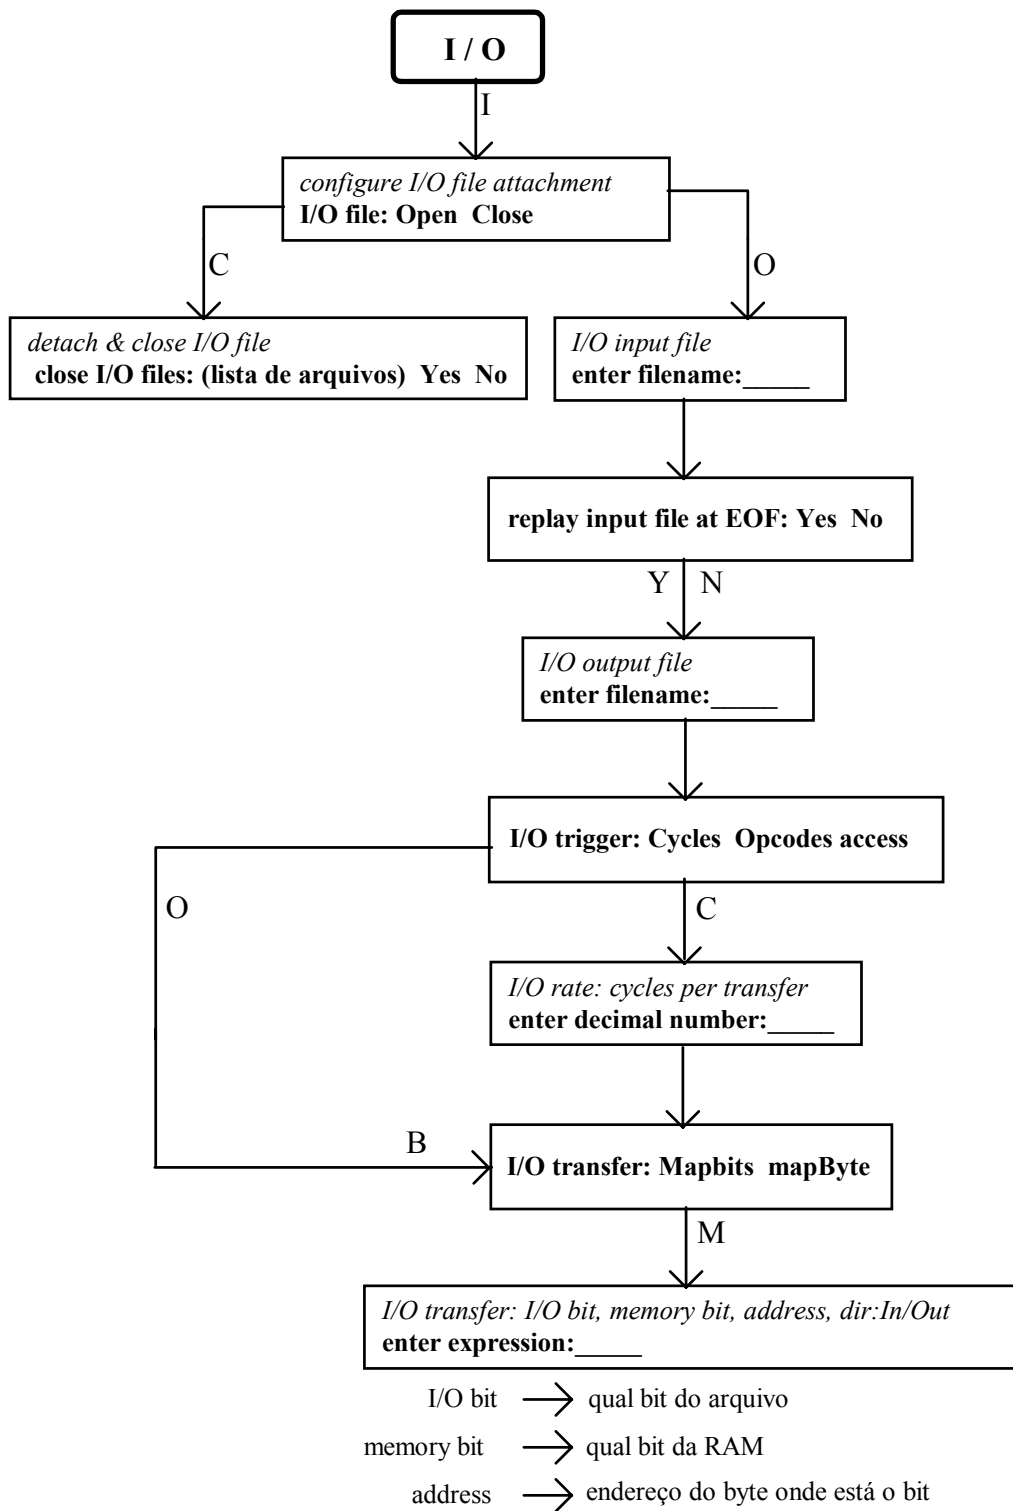 I / O
I
configure I/O file attachment
I/O file: Open  Close
C
O
detach & close I/O file
close I/O files: (lista de arquivos)  Yes  No
I/O input file
enter filename:_____
replay input file at EOF: Yes  No
Y N
I/O output file
enter filename:_____
I/O trigger: Cycles  Opcodes access
O
C
I/O rate: cycles per transfer
enter decimal number:_____
B
I/O transfer: Mapbits  mapByte
M
I/O transfer: I/O bit, memory bit, address, dir:In/Out
enter expression:_____
I/O bit qual bit do arquivo
memory bit qual bit da RAM
address endereço do byte onde está o bit